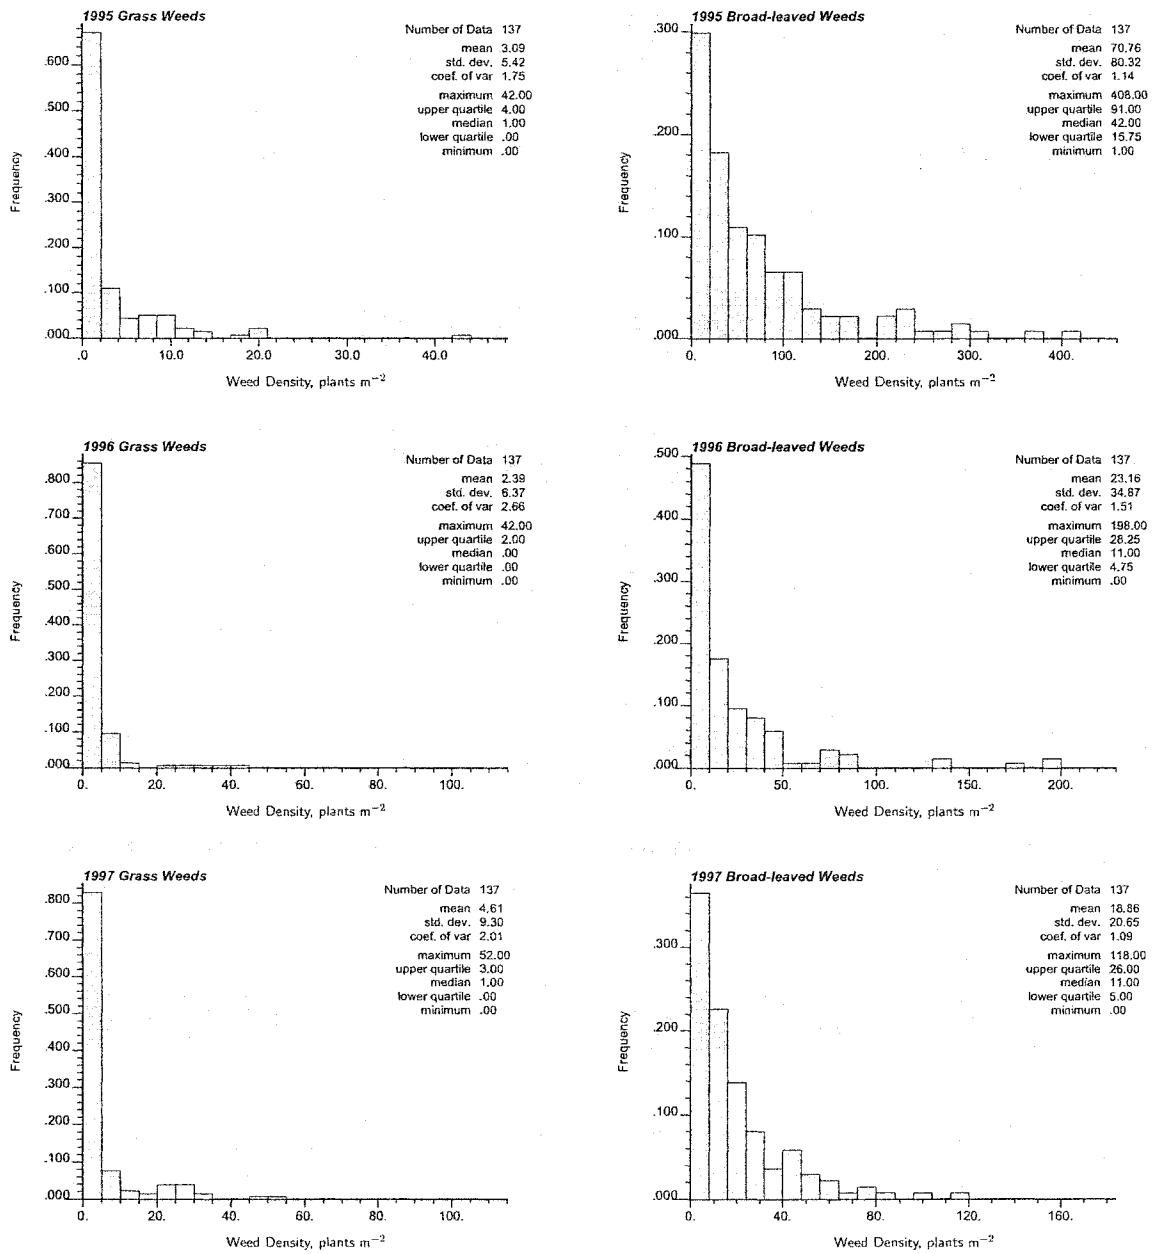 1995 Grass Weeds
Number of Data 137
mean 3.09
std. dev. 5.42
coef. of var 1.75
maximum 42.00
upper quartile 4.00
median 1.00
lower quartile .00
minimum .00
.600
.500
.400
.300
.200
.100
.000
Frequency
.0 10.0 20.0 30.0 40.0
Weed Density, plants m−2
1995 Broad-leaved Weeds
Number of Data 137
mean 70.76
std. dev. 80.32
coef. of var 1.14
maximum 408.00
upper quartile 91.00
median 42.00
lower quartile 15.75
minimum 1.00
.300
.200
.100
.000
Frequency
0. 100. 200. 300. 400.
Weed Density, plants m−2
1996 Grass Weeds
Number of Data 137
mean 2.39
std. dev. 6.37
coef. of var 2.66
maximum 42.00
upper quartile 2.00
median .00
lower quartile .00
minimum .00
.800
.700
.600
.500
.400
.300
.200
.100
.000
Frequency
0. 20. 40. 60. 80. 100.
Weed Density, plants m−2
1996 Broad-leaved Weeds
Number of Data 137
mean 23.16
std. dev. 34.87
coef. of var 1.51
maximum 198.00
upper quartile 28.25
median 11.00
lower quartile 4.75
minimum .00
.500
.400
.300
.200
.100
.000
Frequency
0. 50. 100. 150. 200.
Weed Density, plants m−2
1997 Grass Weeds
Number of Data 137
mean 4.61
std. dev. 9.30
coef. of var 2.01
maximum 52.00
upper quartile 3.00
median 1.00
lower quartile .00
minimum .00
.800
.700
.600
.500
.400
.300
.200
.100
.000
Frequency
0. 20. 40. 60. 80. 100.
Weed Density, plants m−2
1997 Broad-leaved Weeds
Number of Data 137
mean 18.86
std. dev. 20.65
coef. of var 1.09
maximum 118.00
upper quartile 26.00
median 11.00
lower quartile 5.00
minimum .00
.300
.200
.100
.000
Frequency
0. 40. 80. 120. 160.
Weed Density, plants m−2